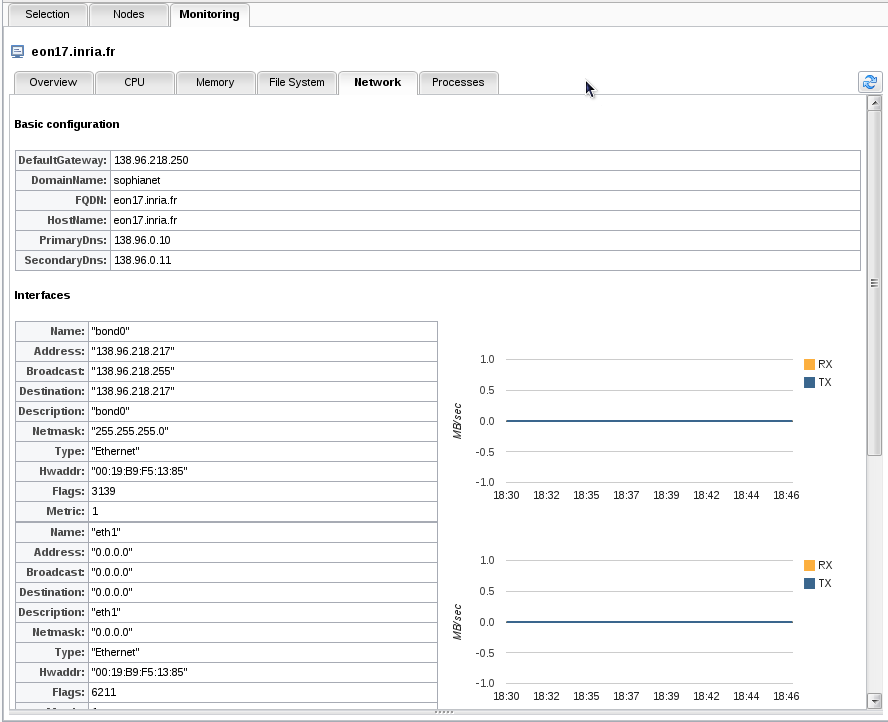 Selection Nodes Monitoring
eon17.inria.fr
Overview CPU Memory File System Network Processes
Basic configuration
DefaultGateway: 138.96.218.250
DomainName: sophianet
FQDN: eon17.inria.fr
HostName: eon17.inria.fr
PrimaryDns: 138.96.0.10
SecondaryDns: 138.96.0.11
Interfaces
Name: "bond0"
Address: "138.96.218.217"
Broadcast: "138.96.218.255"
Destination: "138.96.218.217"
Description: "bond0"
Netmask: "255.255.255.0"
Type: "Ethernet"
Hwaddr: "00:19:B9:F5:13:85"
Flags: 3139
Metric: 1
1.0
0.5
0.0
-0.5
-1.0
MB/sec
18:30 18:32 18:35 18:37 18:39 18:42 18:44 18:46
RX
TX
Name: "eth1"
Address: "0.0.0.0"
Broadcast: "0.0.0.0"
Destination: "0.0.0.0"
Description: "eth1"
Netmask: "0.0.0.0"
Type: "Ethernet"
Hwaddr: "00:19:B9:F5:13:85"
Flags: 6211
1.0
0.5
0.0
-0.5
-1.0
MB/sec
18:30 18:32 18:35 18:37 18:39 18:42 18:44 18:46
RX
TX